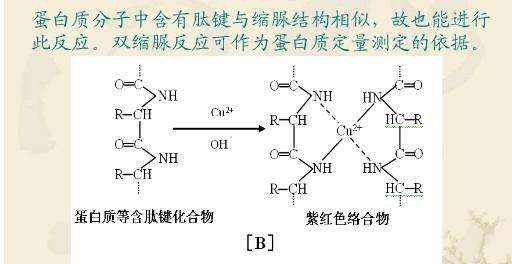 蛋白质分子中含有肽键与缩脲结构相似，故也能进行
此反应。双缩脲反应可作为蛋白质定量测定的依据。
O=C
NH
R-CH
O=C
NH
R-CH
Cu²⁺
OH⁻
O=C
NH
R-CH
O=C
NH
R-CH
Cu²⁺
C=O
HN
HC-R
C=O
HN
HC-R
蛋白质等含肽键化合物
紫红色络合物
[B]